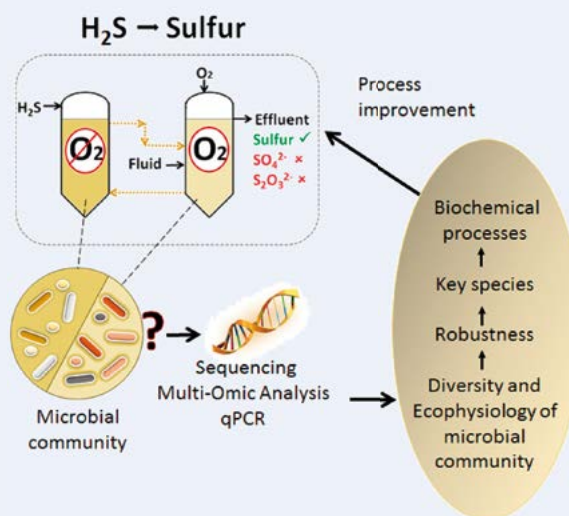 H₂S → Sulfur
O₂
H₂S
O₂
O₂
Fluid
Effluent
Sulfur ✓
SO₄²⁻ ×
S₂O₃²⁻ ×
Process
improvement
Biochemical
processes
Key species
Robustness
Diversity and
Ecophysiology of
microbial
community
?
Sequencing
Multi-Omic Analysis
qPCR
Microbial
community